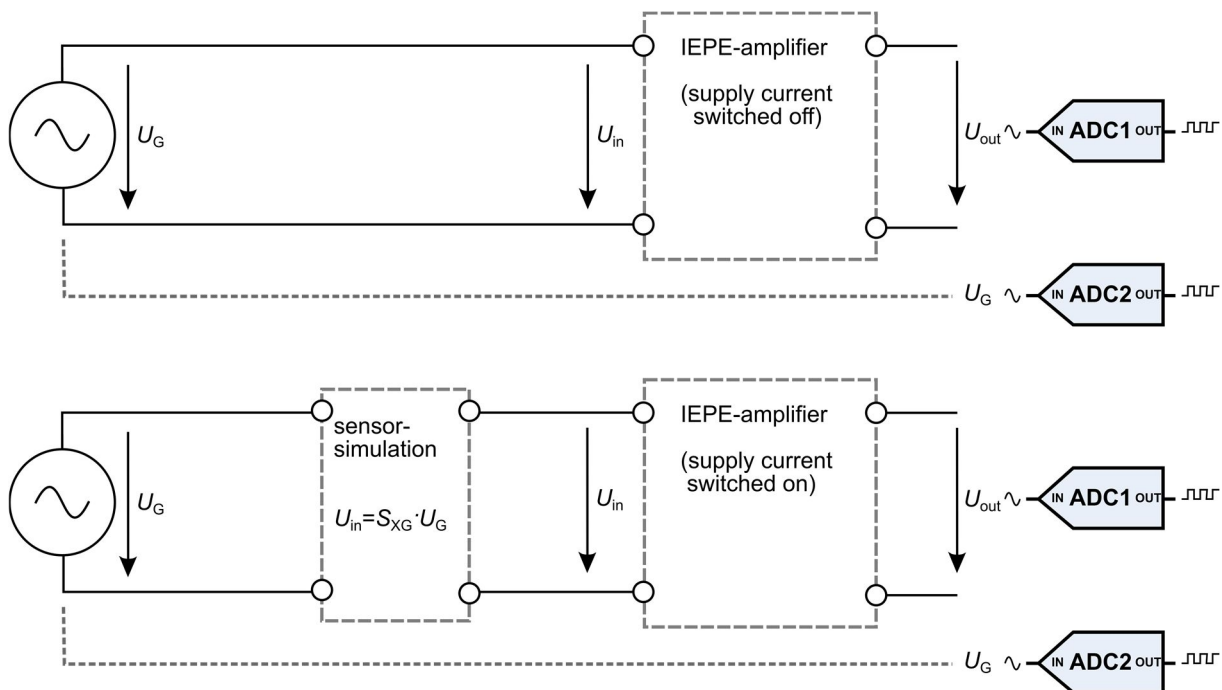 IEPE-amplifier
(supply current
switched off)
U_G
U_in
U_out
IN ADC1 OUT
U_G
IN ADC2 OUT
IEPE-amplifier
sensor-
simulation
(supply current
switched on)
U_G
U_in=S_XG·U_G
U_in
U_out
IN ADC1 OUT
U_G
IN ADC2 OUT